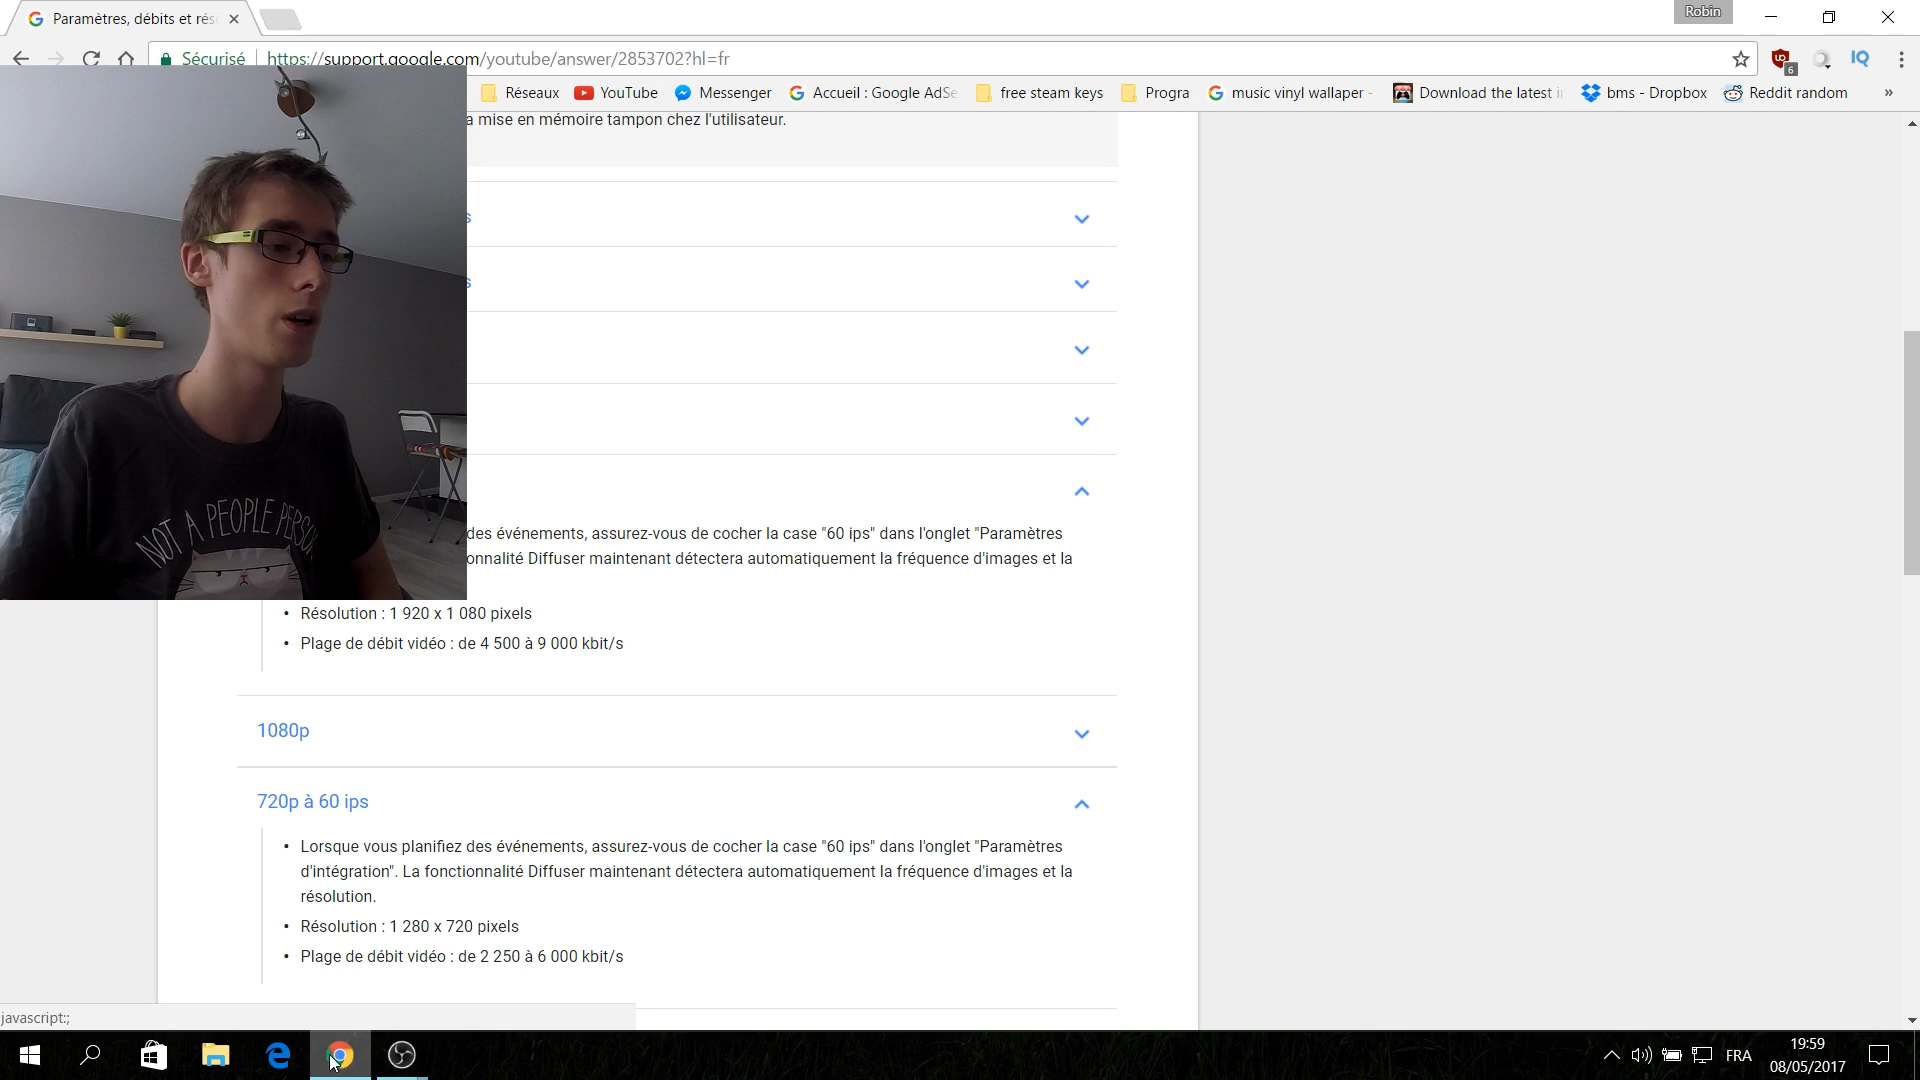 Paramètres, débits et rés
Robin
Sécurisé
https://support.google.com/youtube/answer/2853702?hl=fr
6
IQ
Réseaux
YouTube
Messenger
Accueil : Google AdSe
free steam keys
Progra
music vinyl wallaper -
Download the latest i
bms - Dropbox
Reddit random
»
a mise en mémoire tampon chez l'utilisateur.
s
s
des événements, assurez-vous de cocher la case "60 ips" dans l'onglet "Paramètres
onnalité Diffuser maintenant détectera automatiquement la fréquence d'images et la
NOT A PEOPLE PERSON
• Résolution : 1 920 x 1 080 pixels
• Plage de débit vidéo : de 4 500 à 9 000 kbit/s
1080p
720p à 60 ips
• Lorsque vous planifiez des événements, assurez-vous de cocher la case "60 ips" dans l'onglet "Paramètres
d'intégration". La fonctionnalité Diffuser maintenant détectera automatiquement la fréquence d'images et la
résolution.
• Résolution : 1 280 x 720 pixels
• Plage de débit vidéo : de 2 250 à 6 000 kbit/s
javascript:;
FRA
19:59
08/05/2017